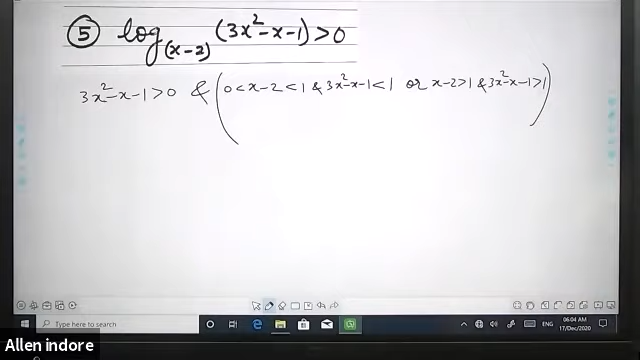 ⑤ log_(x-2) (3x²-x-1)>0
3x²-x-1>0 & (0<x-2<1 & 3x²-x-1<1 or x-2>1 & 3x²-x-1>1)
Type here to search
ENG
06:04 AM
17/Dec/2020
Allen indore